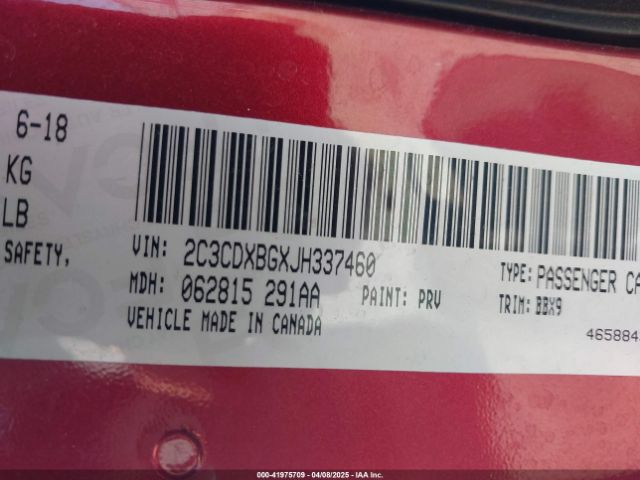 6-18
KG
LB
SAFETY.
VIN: 2C3CDXBGXJH337460
MDH: 062815 291AA
PAINT: PRV
VEHICLE MADE IN CANADA
TYPE: PASSENGER CA
TRIM: BBX9
465884
000-41975709 - 04/08/2025 - IAAI, Inc.